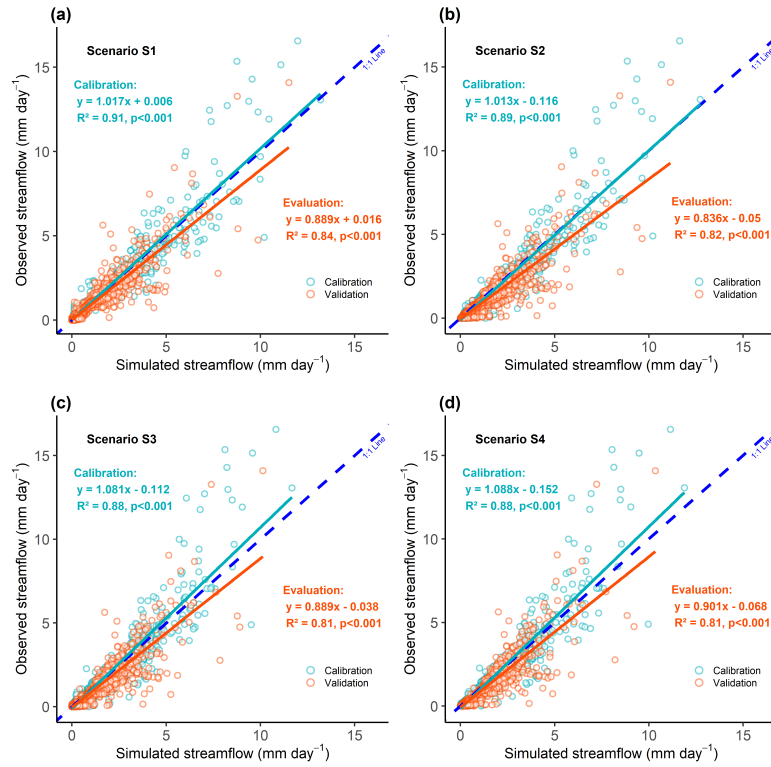 (a)
Scenario S1
Calibration:
y = 1.017x + 0.006
R² = 0.91, p<0.001
Evaluation:
y = 0.889x + 0.016
R² = 0.84, p<0.001
1:1 Line
Calibration
Validation
0
5
10
15
0
5
10
15
Observed streamflow (mm day⁻¹)
Simulated streamflow (mm day⁻¹)
(b)
Scenario S2
Calibration:
y = 1.013x - 0.116
R² = 0.89, p<0.001
Evaluation:
y = 0.836x - 0.05
R² = 0.82, p<0.001
1:1 Line
Calibration
Validation
0
5
10
15
0
5
10
15
Observed streamflow (mm day⁻¹)
Simulated streamflow (mm day⁻¹)
(c)
Scenario S3
Calibration:
y = 1.081x - 0.112
R² = 0.88, p<0.001
Evaluation:
y = 0.889x - 0.038
R² = 0.81, p<0.001
1:1 Line
Calibration
Validation
0
5
10
15
0
5
10
15
Observed streamflow (mm day⁻¹)
Simulated streamflow (mm day⁻¹)
(d)
Scenario S4
Calibration:
y = 1.088x - 0.152
R² = 0.88, p<0.001
Evaluation:
y = 0.901x - 0.068
R² = 0.81, p<0.001
1:1 Line
Calibration
Validation
0
5
10
15
0
5
10
15
Observed streamflow (mm day⁻¹)
Simulated streamflow (mm day⁻¹)